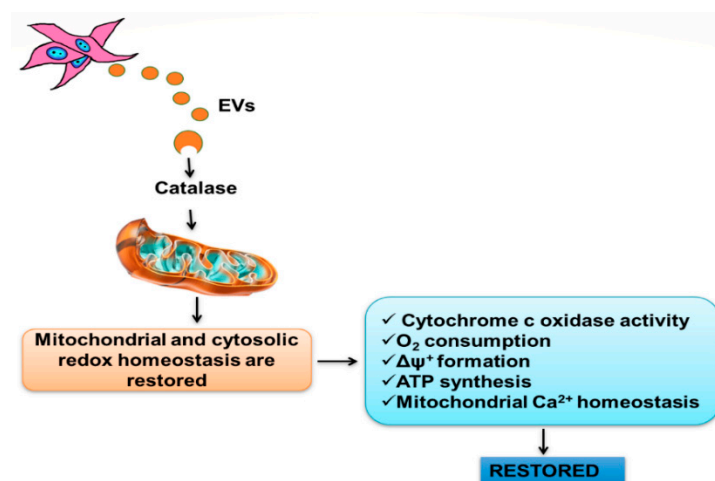 EVs
Catalase
Mitochondrial and cytosolic
redox homeostasis are
restored
✓ Cytochrome c oxidase activity
✓O₂ consumption
✓Δψ⁺ formation
✓ATP synthesis
✓Mitochondrial Ca²⁺ homeostasis
RESTORED